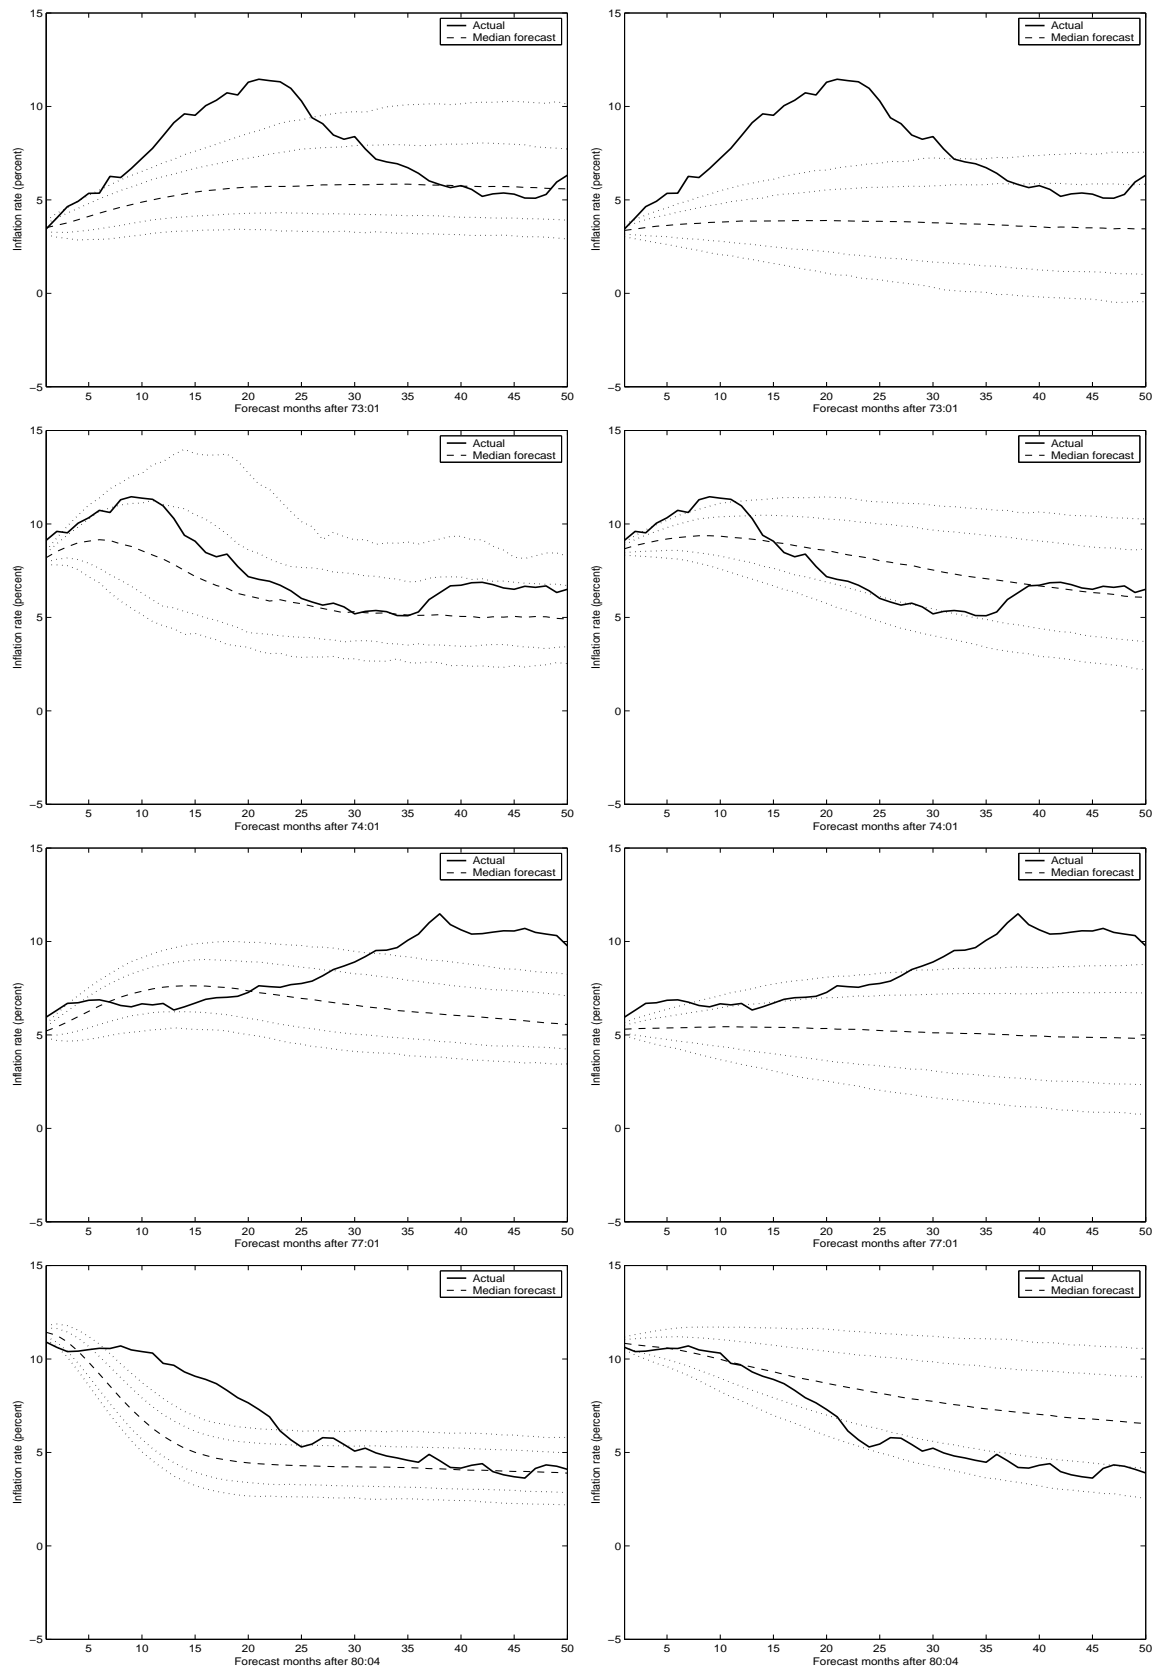 15
10
5
0
−5
Inflation rate (percent)
Actual
Median forecast
5 10 15 20 25 30 35 40 45 50
Forecast months after 73:01
15
10
5
0
−5
Inflation rate (percent)
Actual
Median forecast
5 10 15 20 25 30 35 40 45 50
Forecast months after 73:01
15
10
5
0
−5
Inflation rate (percent)
Actual
Median forecast
5 10 15 20 25 30 35 40 45 50
Forecast months after 74:01
15
10
5
0
−5
Inflation rate (percent)
Actual
Median forecast
5 10 15 20 25 30 35 40 45 50
Forecast months after 74:01
15
10
5
0
−5
Inflation rate (percent)
Actual
Median forecast
5 10 15 20 25 30 35 40 45 50
Forecast months after 77:01
15
10
5
0
−5
Inflation rate (percent)
Actual
Median forecast
5 10 15 20 25 30 35 40 45 50
Forecast months after 77:01
15
10
5
0
−5
Inflation rate (percent)
Actual
Median forecast
5 10 15 20 25 30 35 40 45 50
Forecast months after 80:04
15
10
5
0
−5
Inflation rate (percent)
Actual
Median forecast
5 10 15 20 25 30 35 40 45 50
Forecast months after 80:04